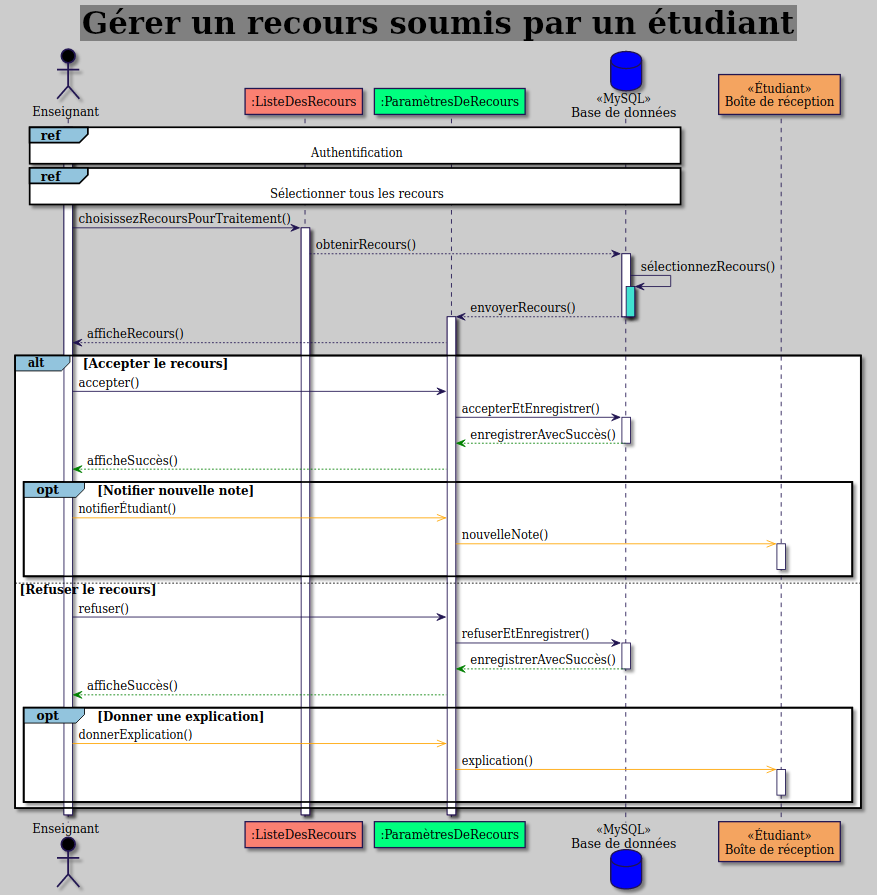 Gérer un recours soumis par un étudiant
Enseignant
:ListeDesRecours
:ParamètresDeRecours
«MySQL»
Base de données
«Étudiant»
Boîte de réception
ref
Authentification
ref
Sélectionner tous les recours
choisissezRecoursPourTraitement()
obtenirRecours()
sélectionnezRecours()
envoyerRecours()
afficheRecours()
alt [Accepter le recours]
accepter()
accepterEtEnregistrer()
enregistrerAvecSuccès()
afficheSuccès()
opt [Notifier nouvelle note]
notifierÉtudiant()
nouvelleNote()
[Refuser le recours]
refuser()
refuserEtEnregistrer()
enregistrerAvecSuccès()
afficheSuccès()
opt [Donner une explication]
donnerExplication()
explication()
Enseignant
:ListeDesRecours
:ParamètresDeRecours
«MySQL»
Base de données
«Étudiant»
Boîte de réception